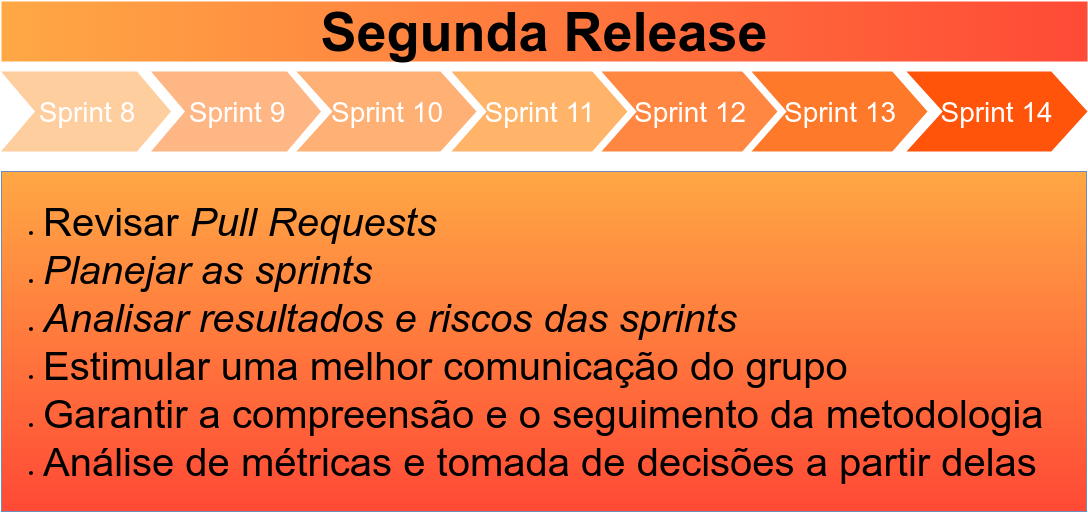 Segunda Release
Sprint 8 Sprint 9 Sprint 10 Sprint 11 Sprint 12 Sprint 13 Sprint 14
. Revisar Pull Requests
. Planejar as sprints
. Analisar resultados e riscos das sprints
. Estimular uma melhor comunicação do grupo
. Garantir a compreensão e o seguimento da metodologia
. Análise de métricas e tomada de decisões a partir delas